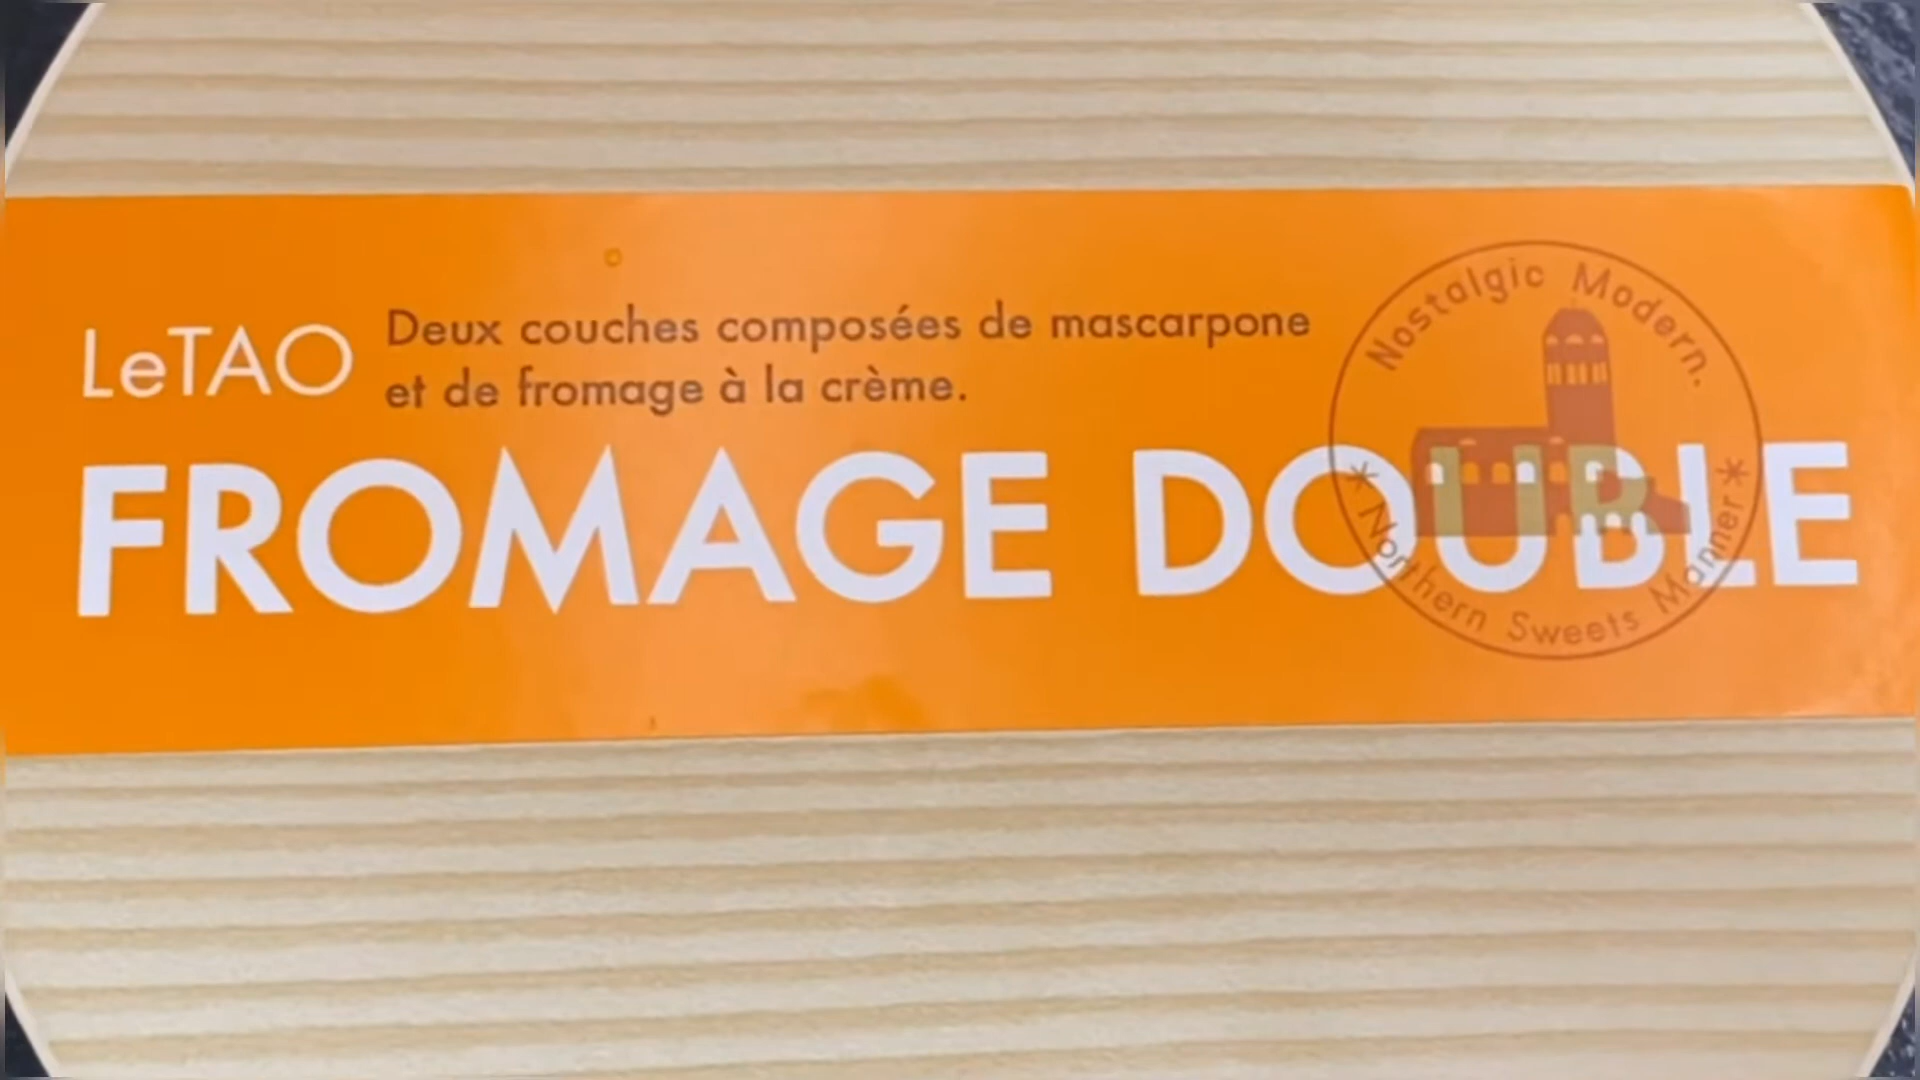 LeTAO
Deux couches composées de mascarpone
et de fromage à la crème.
FROMAGE DOUBLE
Nostalgic Modern.
* Northern Sweets Manner *